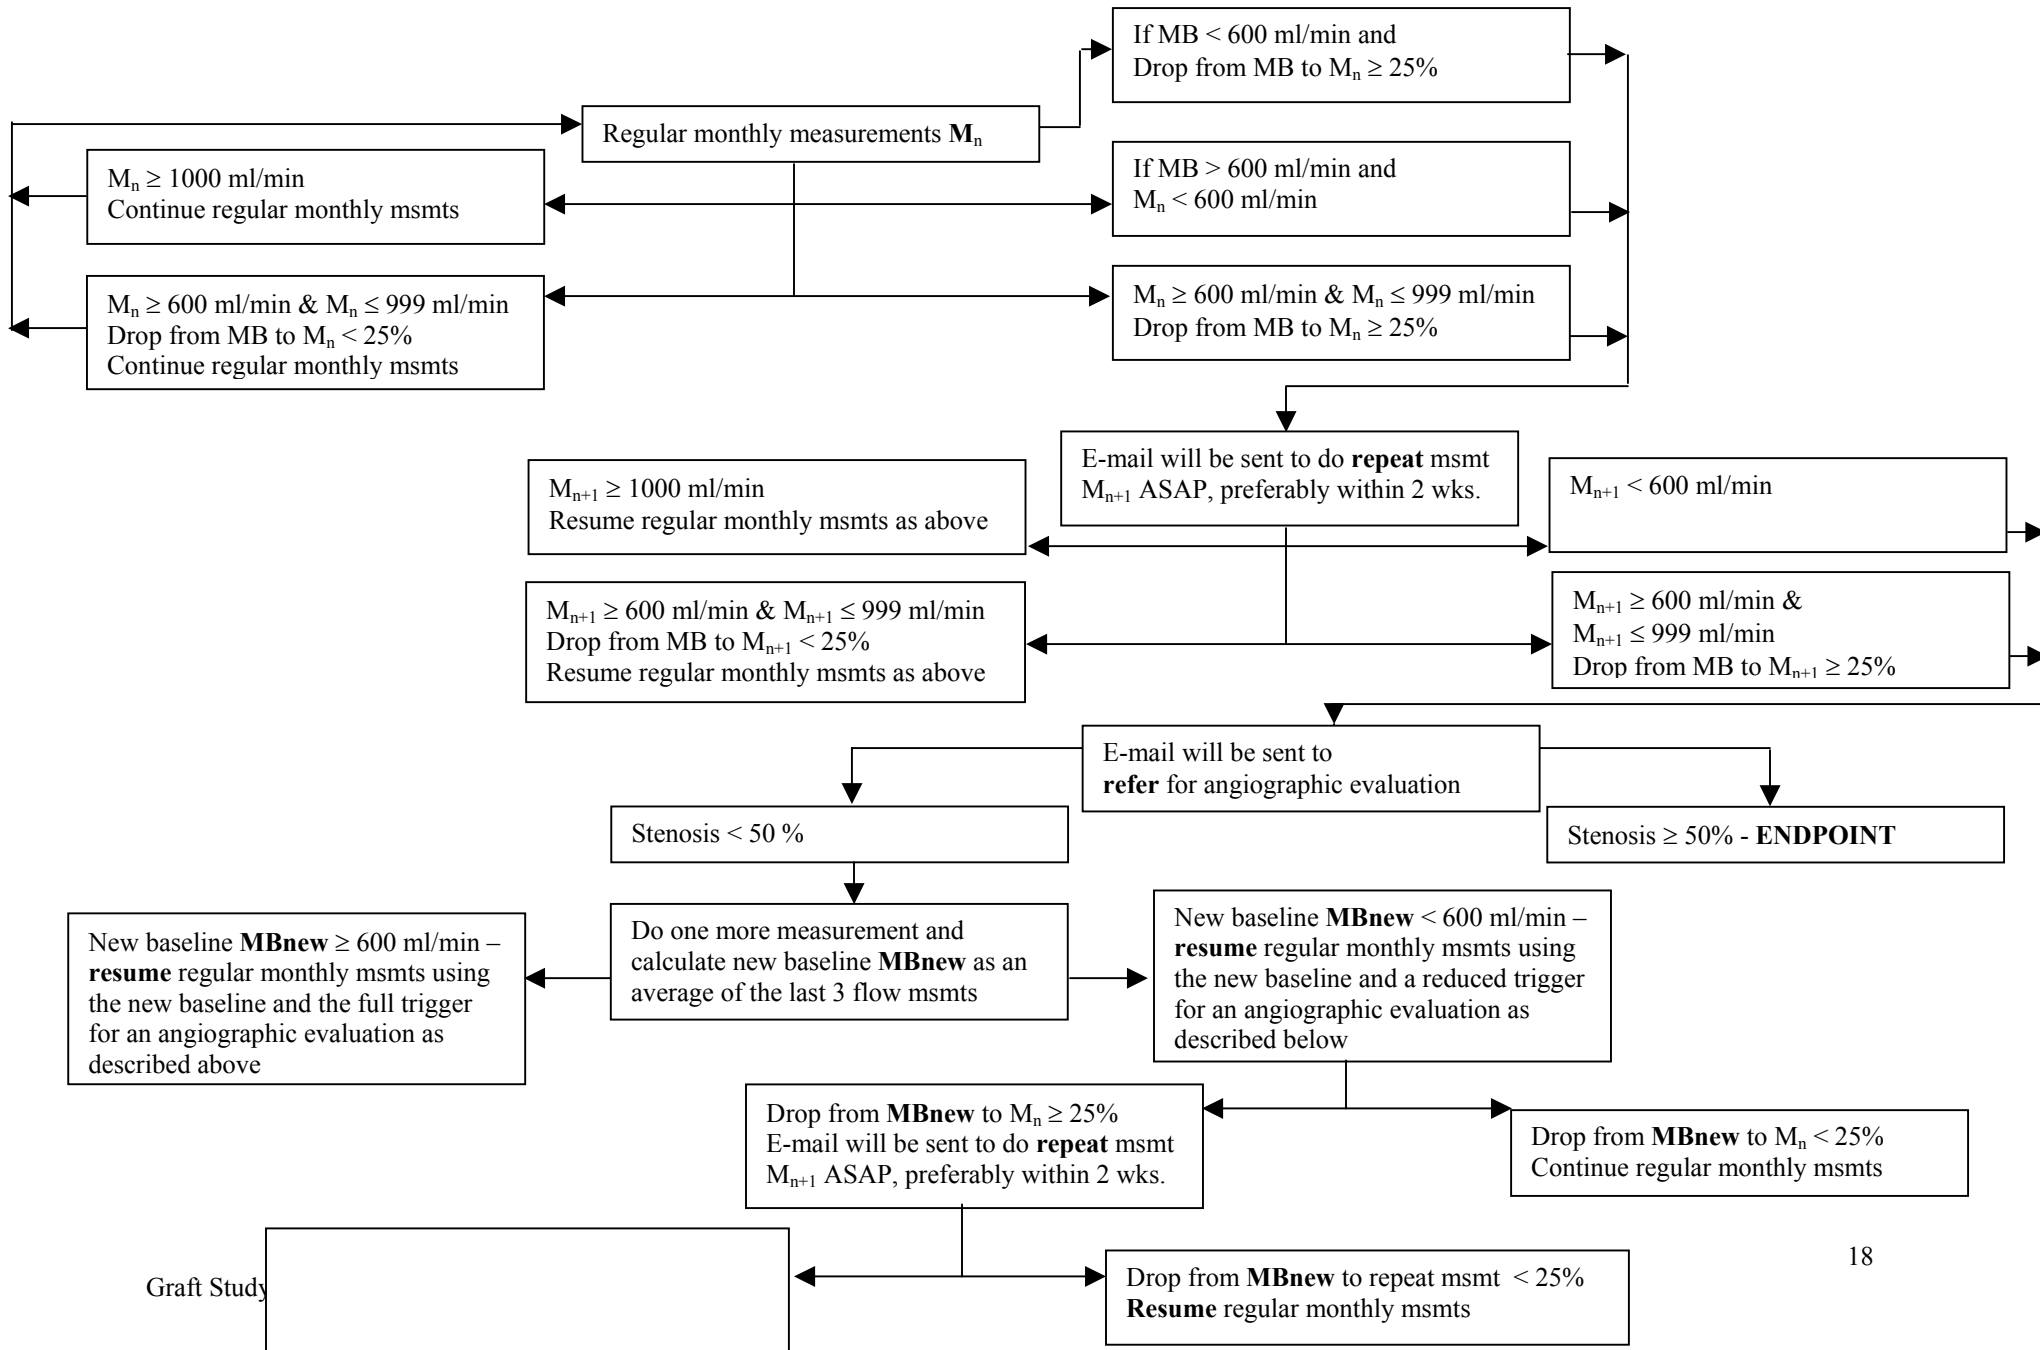 If MB < 600 ml/min and
Drop from MB to Mn ≥ 25%
Regular monthly measurements Mn
Mn ≥ 1000 ml/min
Continue regular monthly msmts
If MB > 600 ml/min and
Mn < 600 ml/min
Mn ≥ 600 ml/min & Mn ≤ 999 ml/min
Drop from MB to Mn < 25%
Continue regular monthly msmts
Mn ≥ 600 ml/min & Mn ≤ 999 ml/min
Drop from MB to Mn ≥ 25%
E-mail will be sent to do repeat msmt
Mn+1 ASAP, preferably within 2 wks.
Mn+1 ≥ 1000 ml/min
Resume regular monthly msmts as above
Mn+1 < 600 ml/min
Mn+1 ≥ 600 ml/min & Mn+1 ≤ 999 ml/min
Drop from MB to Mn+1 < 25%
Resume regular monthly msmts as above
Mn+1 ≥ 600 ml/min &
Mn+1 ≤ 999 ml/min
Drop from MB to Mn+1 ≥ 25%
E-mail will be sent to
refer for angiographic evaluation
Stenosis < 50 %
Stenosis ≥ 50% - ENDPOINT
New baseline MBnew ≥ 600 ml/min –
resume regular monthly msmts using
the new baseline and the full trigger
for an angiographic evaluation as
described above
Do one more measurement and
calculate new baseline MBnew as an
average of the last 3 flow msmts
New baseline MBnew < 600 ml/min –
resume regular monthly msmts using
the new baseline and a reduced trigger
for an angiographic evaluation as
described below
Drop from MBnew to Mn ≥ 25%
E-mail will be sent to do repeat msmt
Mn+1 ASAP, preferably within 2 wks.
Drop from MBnew to Mn < 25%
Continue regular monthly msmts
Drop from MBnew to repeat msmt < 25%
Resume regular monthly msmts
18
Graft Study